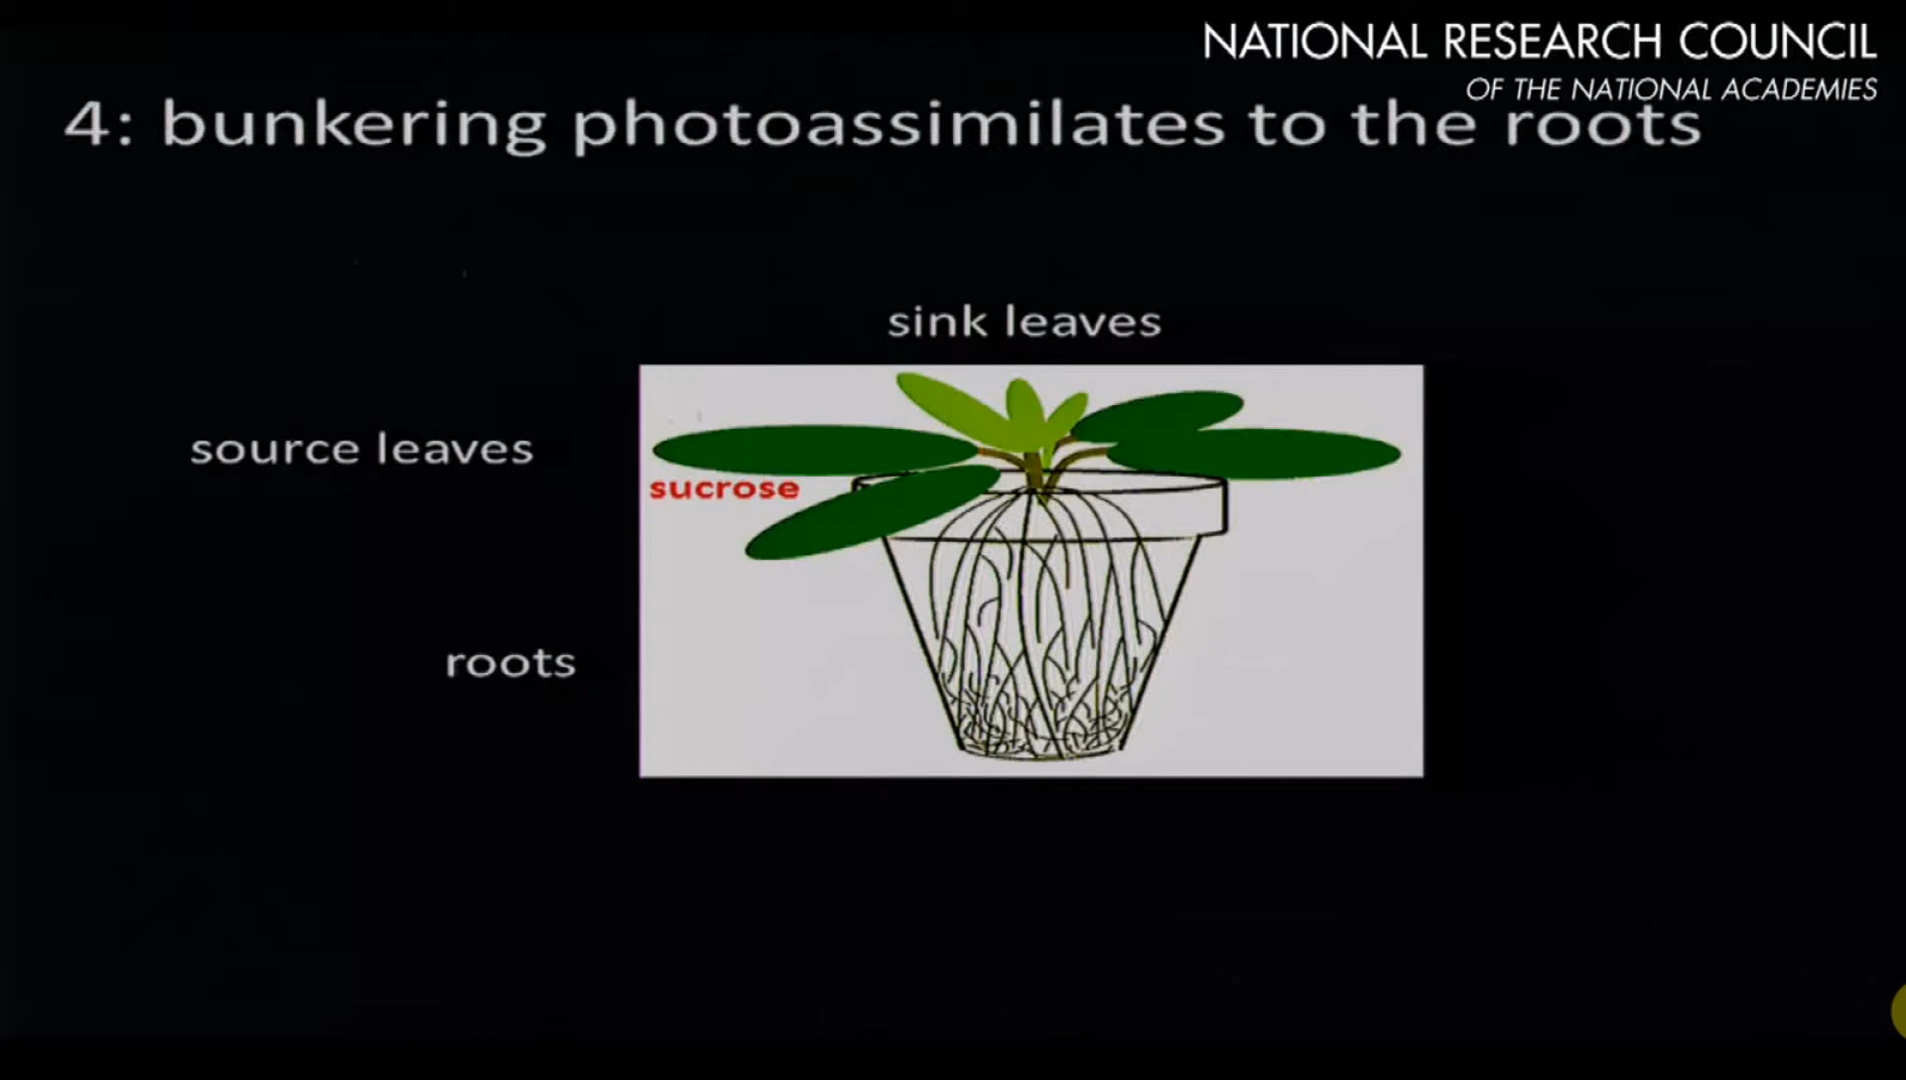 NATIONAL RESEARCH COUNCIL
OF THE NATIONAL ACADEMIES
4: bunkering photoassimilates to the roots
sink leaves
source leaves
sucrose
roots